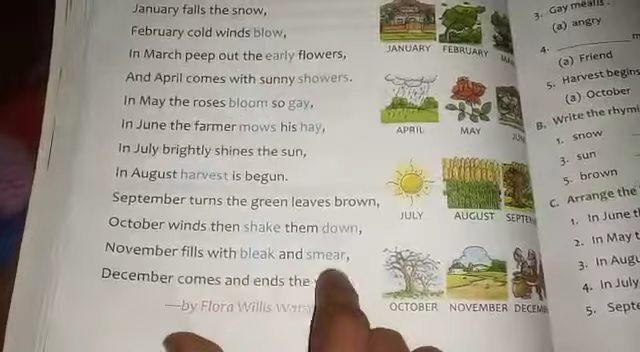 January falls the snow,
February cold winds blow,
In March peep out the early flowers,
And April comes with sunny showers.
In May the roses bloom so gay,
In June the farmer mows his hay,
In July brightly shines the sun,
In August harvest is begun.
September turns the green leaves brown,
October winds then shake them down,
November fills with bleak and smear,
December comes and ends the
—by Flora Willis
JANUARY FEBRUARY
APRIL MAY
JULY AUGUST
OCTOBER NOVEMBER
3. Gay
(a) angry
4.
(a) Friend
5. Harvest begins
(a) October
B. Write the
1. snow
3. sun
5. brown
C. Arrange the
1. In June
2. In May
3. In
4. In July
5.